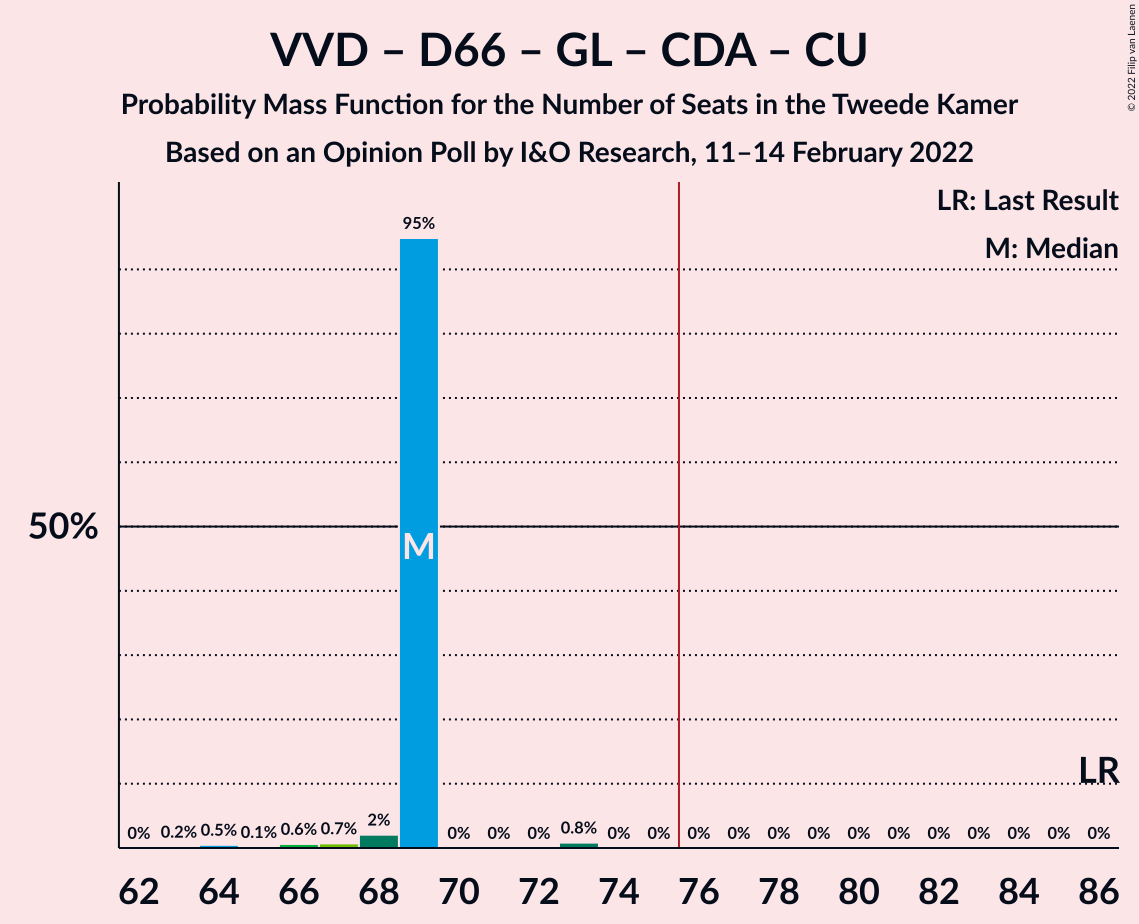 VVD – D66 – GL – CDA – CU
Probability Mass Function for the Number of Seats in the Tweede Kamer
Based on an Opinion Poll by I&O Research, 11–14 February 2022
© 2022 Filip van Laenen
LR: Last Result
M: Median
95%
50%
M
LR
0% 0.2% 0.5% 0.1% 0.6% 0.7% 2% 0% 0% 0% 0.8% 0% 0% 0% 0% 0% 0% 0% 0% 0% 0% 0% 0% 0%
62 64 66 68 70 72 74 76 78 80 82 84 86